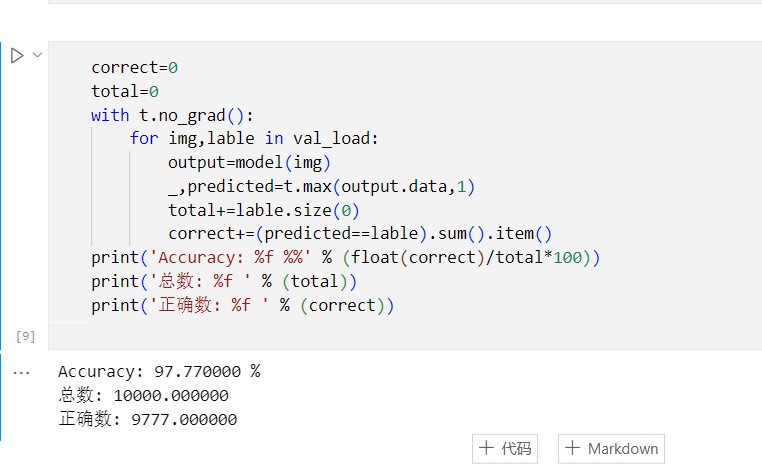 correct=0
total=0
with t.no_grad():
for img,lable in val_load:
output=model(img)
_,predicted=t.max(output.data,1)
total+=lable.size(0)
correct+=(predicted==lable).sum().item()
print('Accuracy: %f %%' % (float(correct)/total*100))
print('总数: %f ' % (total))
print('正确数: %f ' % (correct))
[9]
... Accuracy: 97.770000 %
总数: 10000.000000
正确数: 9777.000000
+ 代码 + Markdown